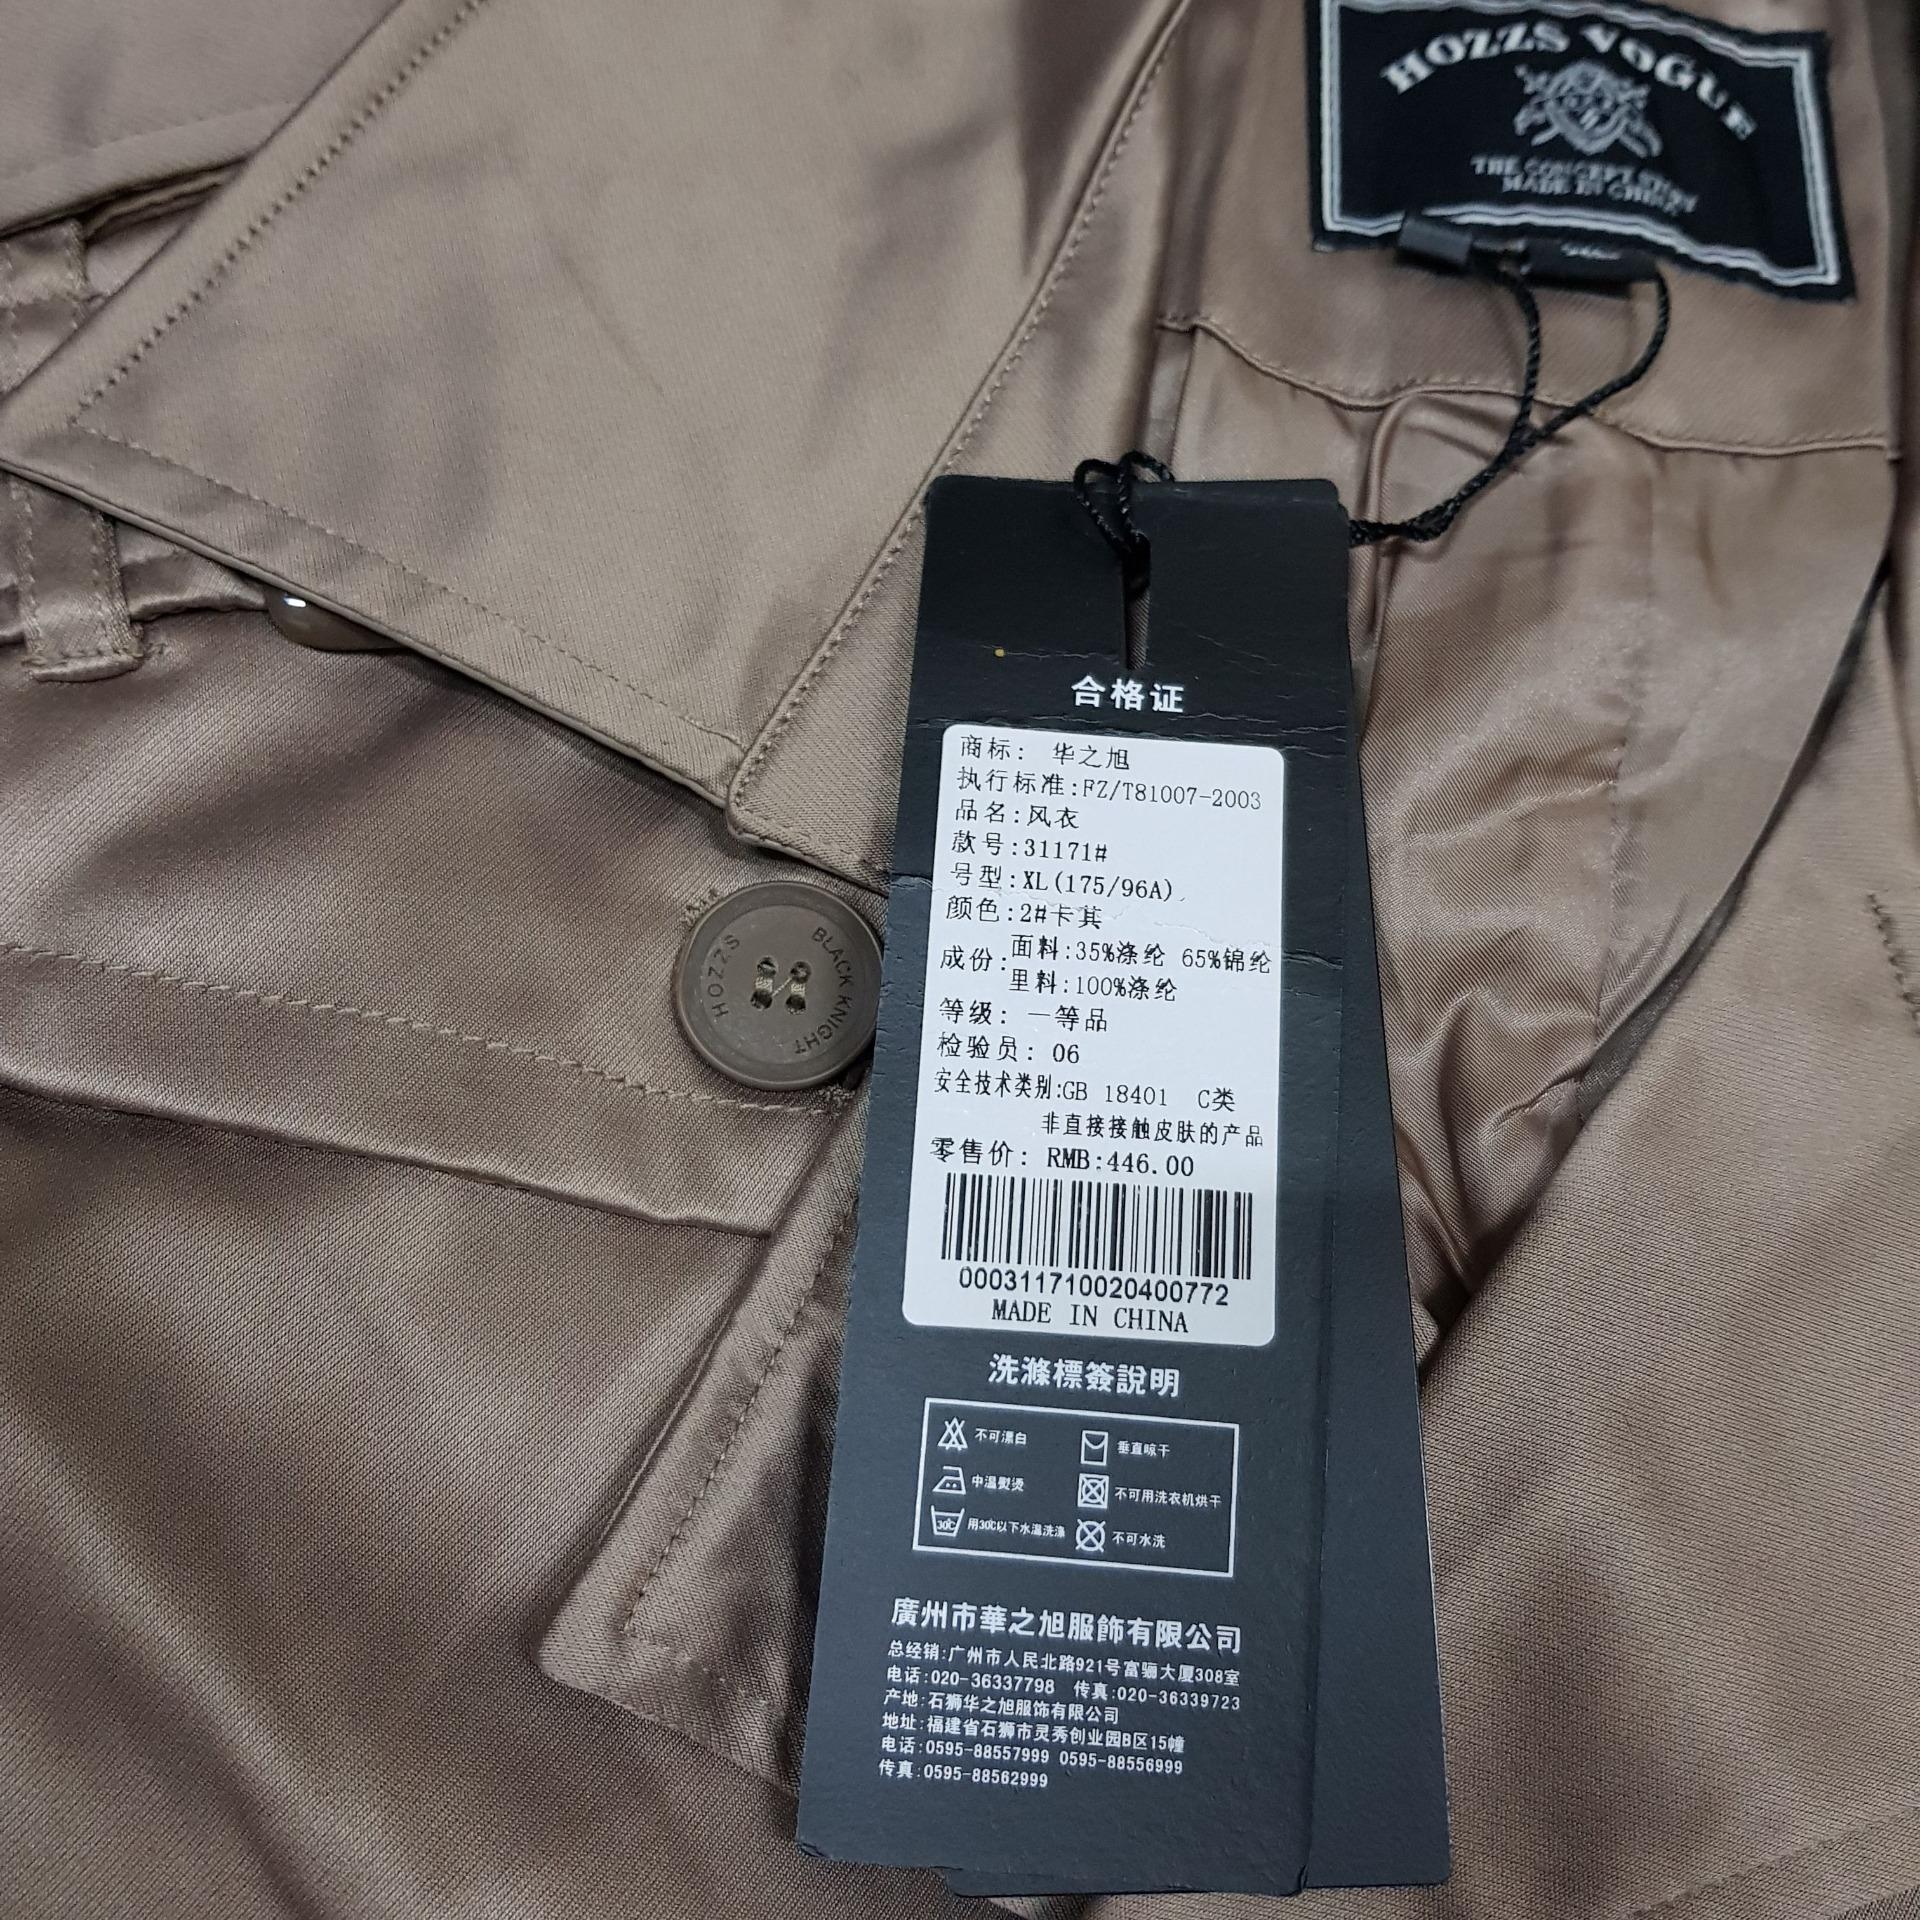 HOZZS VOGUE
THE CONCEPT STORY
MADE IN CHINA
合格证
商标: 华之旭
执行标准:FZ/T81007-2003
品名:风衣
款号:31171#
号型:XL(175/96A)
颜色:2#卡其
成份:面料:35%涤纶 65%锦纶
里料:100%涤纶
等级: 一等品
检验员: 06
安全技术类别:GB 18401 C类
非直接接触皮肤的产品
零售价: RMB:446.00
000311710020400772
MADE IN CHINA
HOZZS
BLACK KNIGHT
洗滌標簽說明
不可漂白
垂直晾干
中温熨烫
不可用洗衣机烘干
30C
用30C以下水温洗涤
不可水洗
廣州市華之旭服飾有限公司
总经销:广州市人民北路921号富骊大厦308室
电话:020-36337798 传真:020-36339723
产地:石狮华之旭服饰有限公司
地址:福建省石狮市灵秀创业园B区15幢
电话:0595-88557999 0595-88556999
传真:0595-88562999